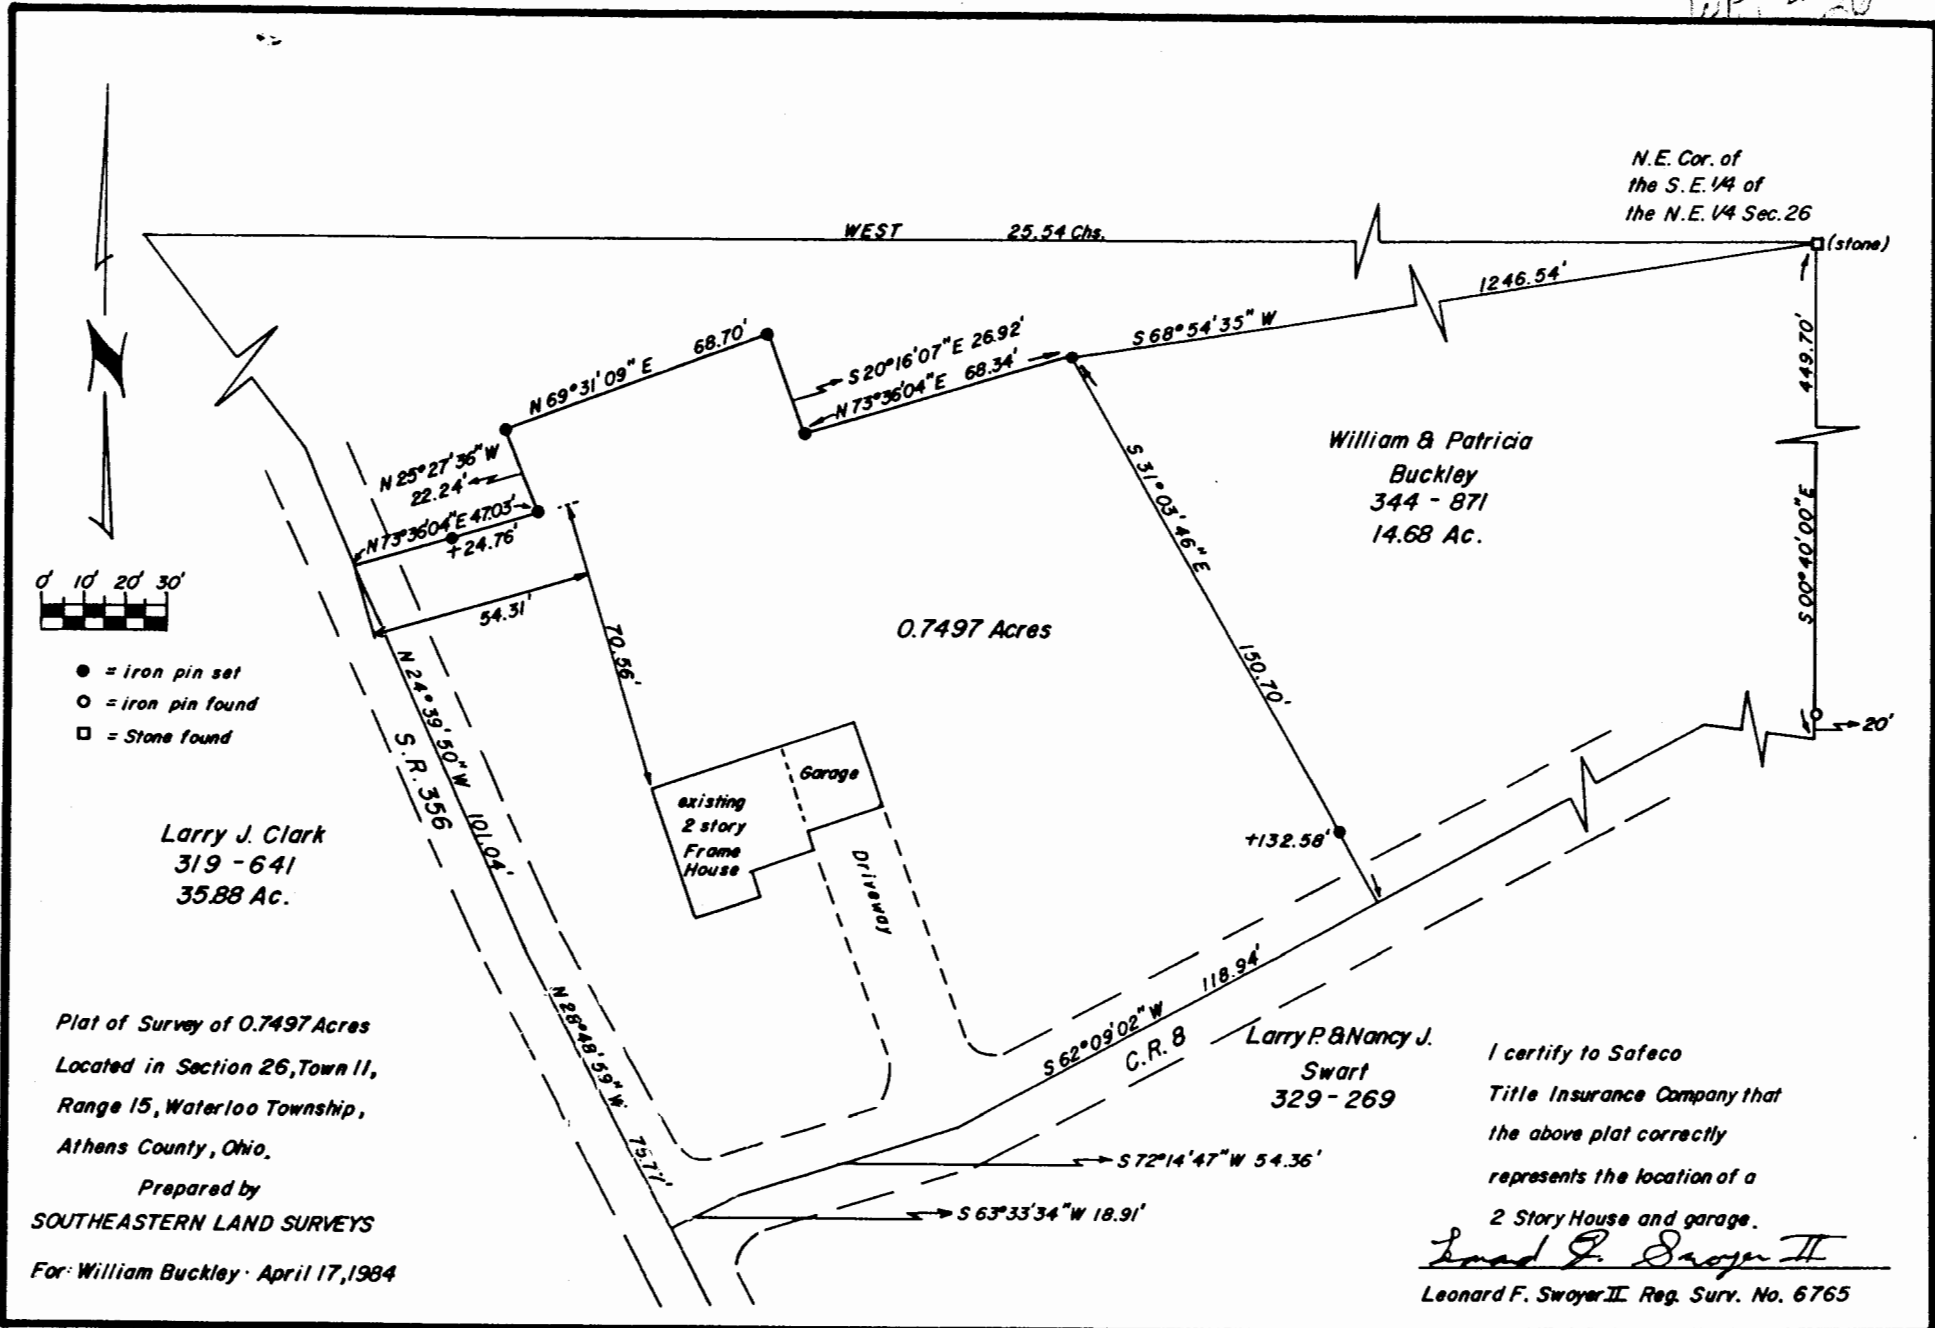 N.E. Cor. of
the S.E. 1/4 of
the N.E. 1/4 Sec. 26
(stone)
WEST 25.54 Chs.
1246.54'
S 68° 54' 35" W
449.70'
S 00° 40' 00" E
20'
N 69° 31' 09" E 68.70'
S 20° 16' 07" E 26.92'
N 73° 36' 04" E 68.34'
N 25° 27' 36" W
22.24'
N 73° 36' 04" E 47.03'
+24.76'
54.31'
70.56'
S 31° 03' 46" E 150.70'
+132.58'
William & Patricia
Buckley
344 - 871
14.68 Ac.
0.7497 Acres
N
0' 10' 20' 30'
● = iron pin set
○ = iron pin found
□ = Stone found
N 24° 39' 50" W 101.04'
S. R. 356
Larry J. Clark
319 - 641
35.88 Ac.
existing
2 story
Frame
House
Garage
Driveway
N 28° 48' 59" W 75.77'
S 62° 09' 02" W 118.94'
C.R. 8
Larry P. & Nancy J.
Swart
329 - 269
S 72° 14' 47" W 54.36'
S 63° 33' 34" W 18.91'
Plat of Survey of 0.7497 Acres
Located in Section 26, Town 11,
Range 15, Waterloo Township,
Athens County, Ohio.
Prepared by
SOUTHEASTERN LAND SURVEYS
For: William Buckley · April 17, 1984
I certify to Safeco
Title Insurance Company that
the above plat correctly
represents the location of a
2 Story House and garage.
Leonard F. Swoyer II
Leonard F. Swoyer II Reg. Surv. No. 6765